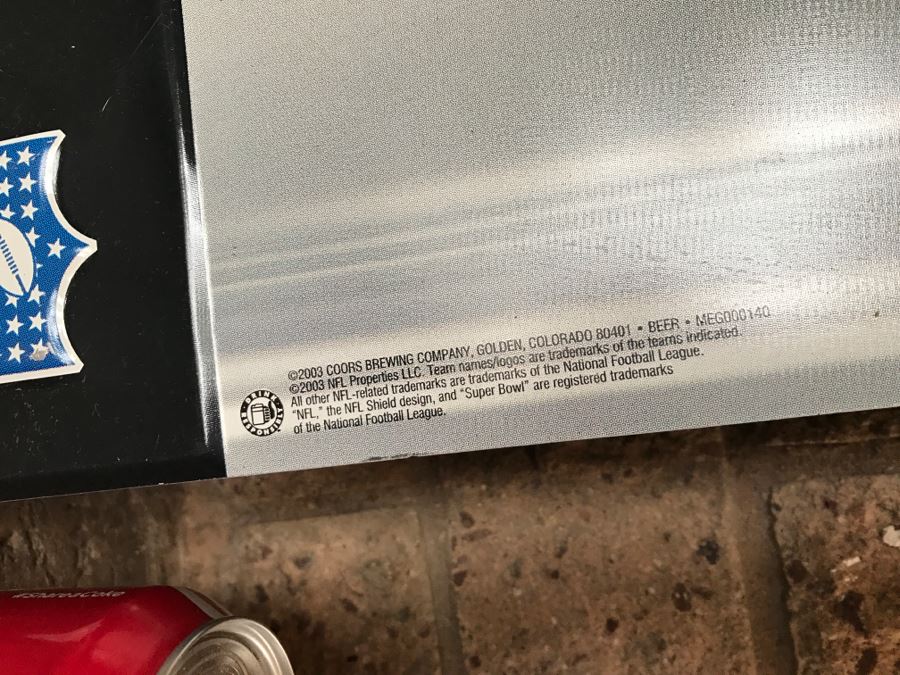 ©2003 COORS BREWING COMPANY, GOLDEN, COLORADO 80401 • BEER • MEG000140
©2003 NFL Properties LLC. Team names/logos are trademarks of the teams indicated.
All other NFL-related trademarks are trademarks of the National Football League.
"NFL," the NFL Shield design, and "Super Bowl" are registered trademarks
of the National Football League.
DRINK
#ShareaCoke